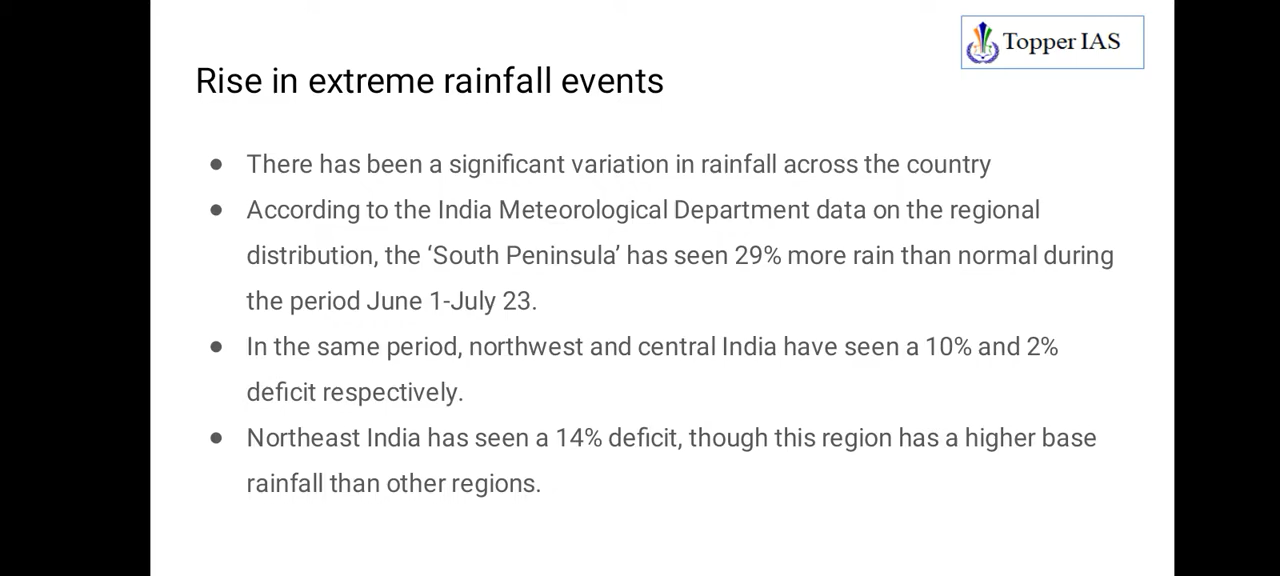 Topper IAS
Rise in extreme rainfall events
● There has been a significant variation in rainfall across the country
● According to the India Meteorological Department data on the regional
distribution, the ‘South Peninsula’ has seen 29% more rain than normal during
the period June 1-July 23.
● In the same period, northwest and central India have seen a 10% and 2%
deficit respectively.
● Northeast India has seen a 14% deficit, though this region has a higher base
rainfall than other regions.